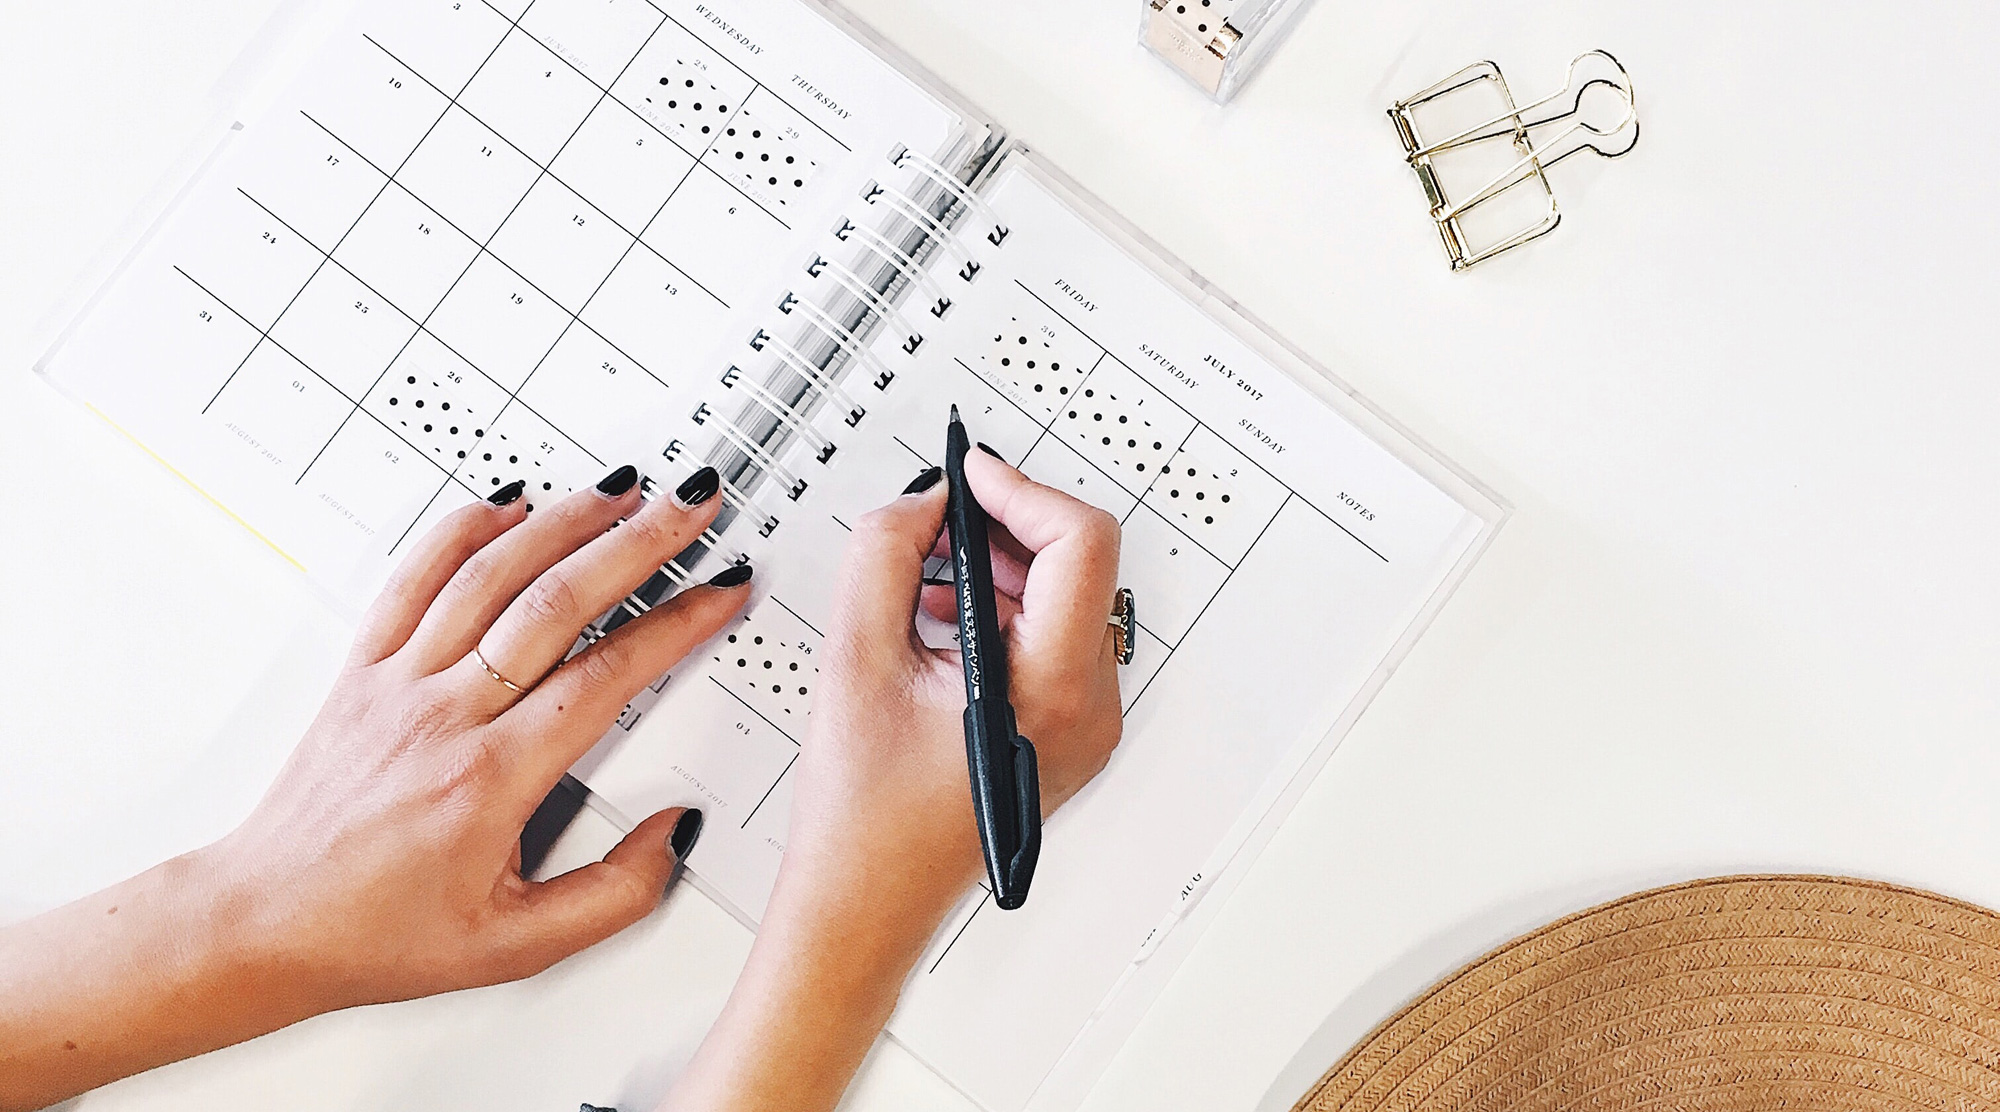 JULY 2017
WEDNESDAY THURSDAY FRIDAY SATURDAY SUNDAY NOTES
28 29 30 1 2
JUNE 2017 JUNE 2017 JUNE 2017 JUNE 2017
3 4 5 6 7 8 9
10 11 12 13
17 18 19 20
24 25 26 27 28
31 01 02 04
AUGUST 2017 AUGUST 2017 AUGUST 2017
AUG